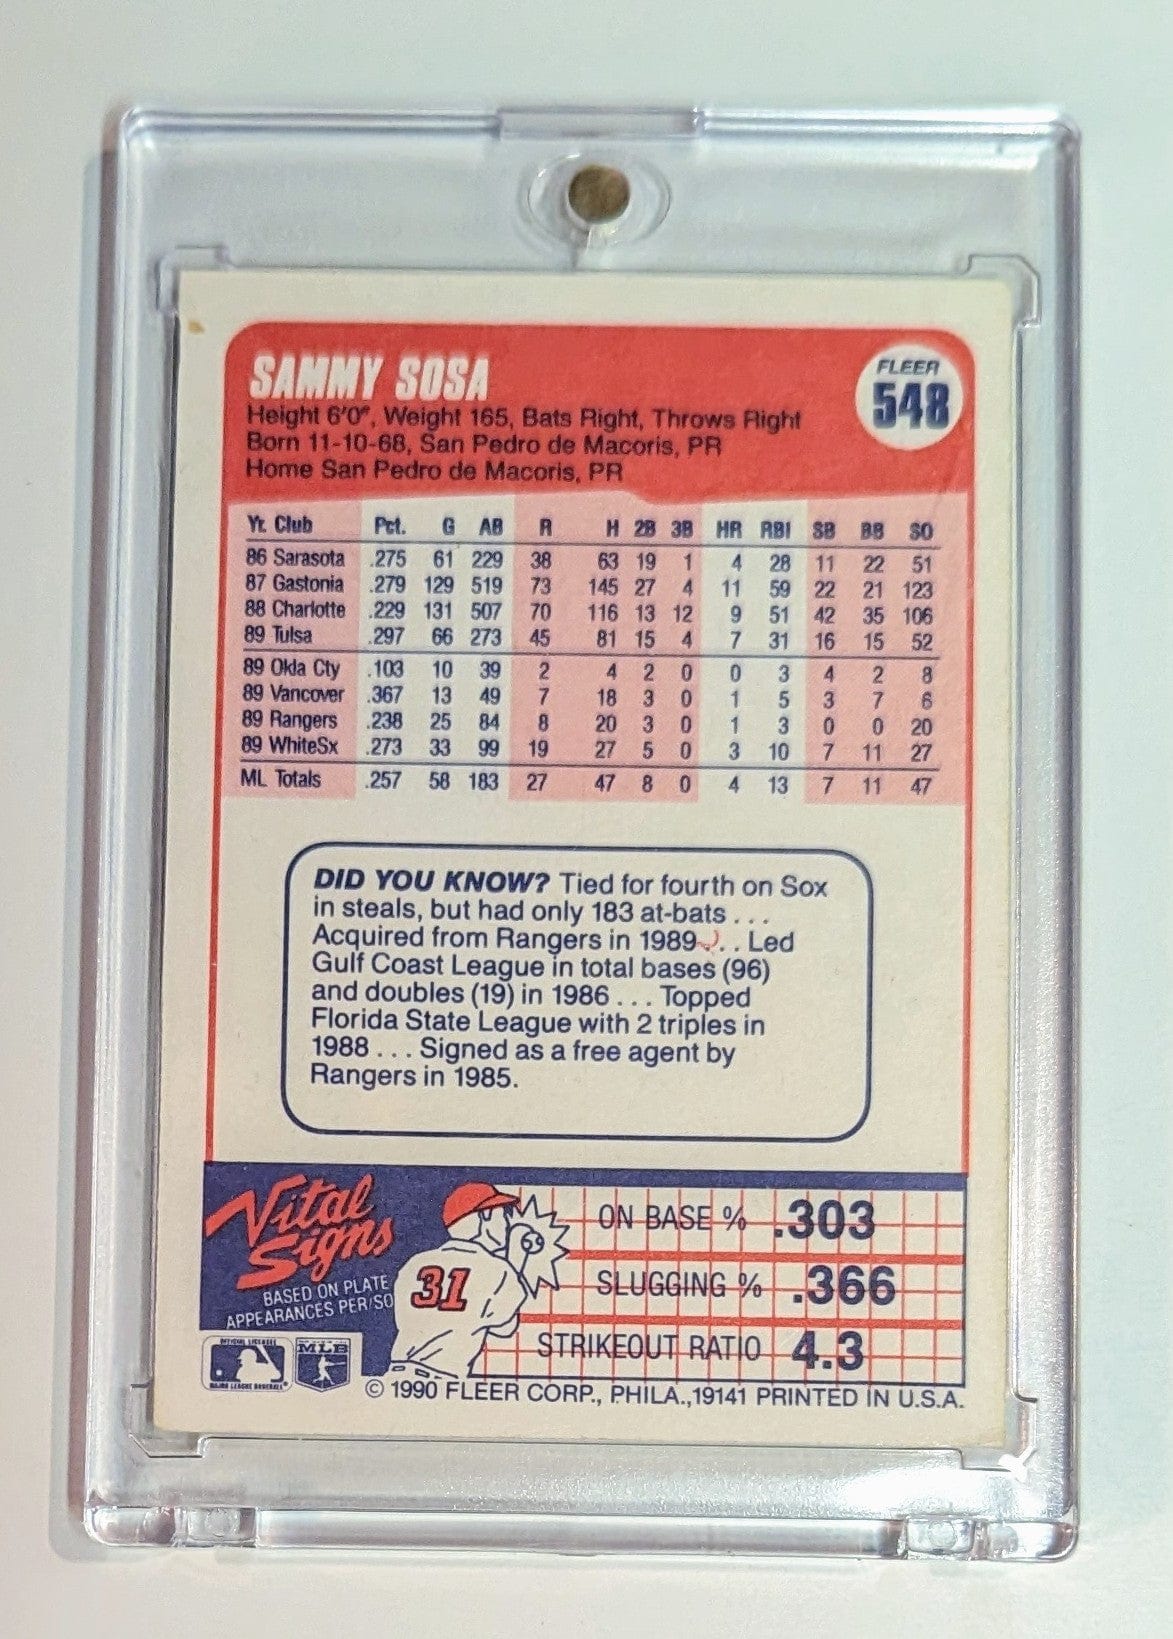 SAMMY SOSA
FLEER
548
Height 6'0", Weight 165, Bats Right, Throws Right
Born 11-10-68, San Pedro de Macoris, PR
Home San Pedro de Macoris, PR
Yr. Club Pct. G AB R H 2B 3B HR RBI SB BB SO
86 Sarasota .275 61 229 38 63 19 1 4 28 11 22 51
87 Gastonia .279 129 519 73 145 27 4 11 59 22 21 123
88 Charlotte .229 131 507 70 116 13 12 9 51 42 35 106
89 Tulsa .297 66 273 45 81 15 4 7 31 16 15 52
89 Okla Cty .103 10 39 2 4 2 0 0 3 4 2 8
89 Vancover .367 13 49 7 18 3 0 1 5 3 7 6
89 Rangers .238 25 84 8 20 3 0 1 3 0 0 20
89 WhiteSx .273 33 99 19 27 5 0 3 10 7 11 27
ML Totals .257 58 183 27 47 8 0 4 13 7 11 47
DID YOU KNOW? Tied for fourth on Sox
in steals, but had only 183 at-bats . . .
Acquired from Rangers in 1989 . . . Led
Gulf Coast League in total bases (96)
and doubles (19) in 1986 . . . Topped
Florida State League with 2 triples in
1988 . . . Signed as a free agent by
Rangers in 1985.
Vital
Signs
BASED ON PLATE
APPEARANCES PER/SO
31
ON BASE % .303
SLUGGING % .366
STRIKEOUT RATIO 4.3
OFFICIAL LICENSEE
MAJOR LEAGUE BASEBALL
MLB
© 1990 FLEER CORP., PHILA.,19141 PRINTED IN U.S.A.